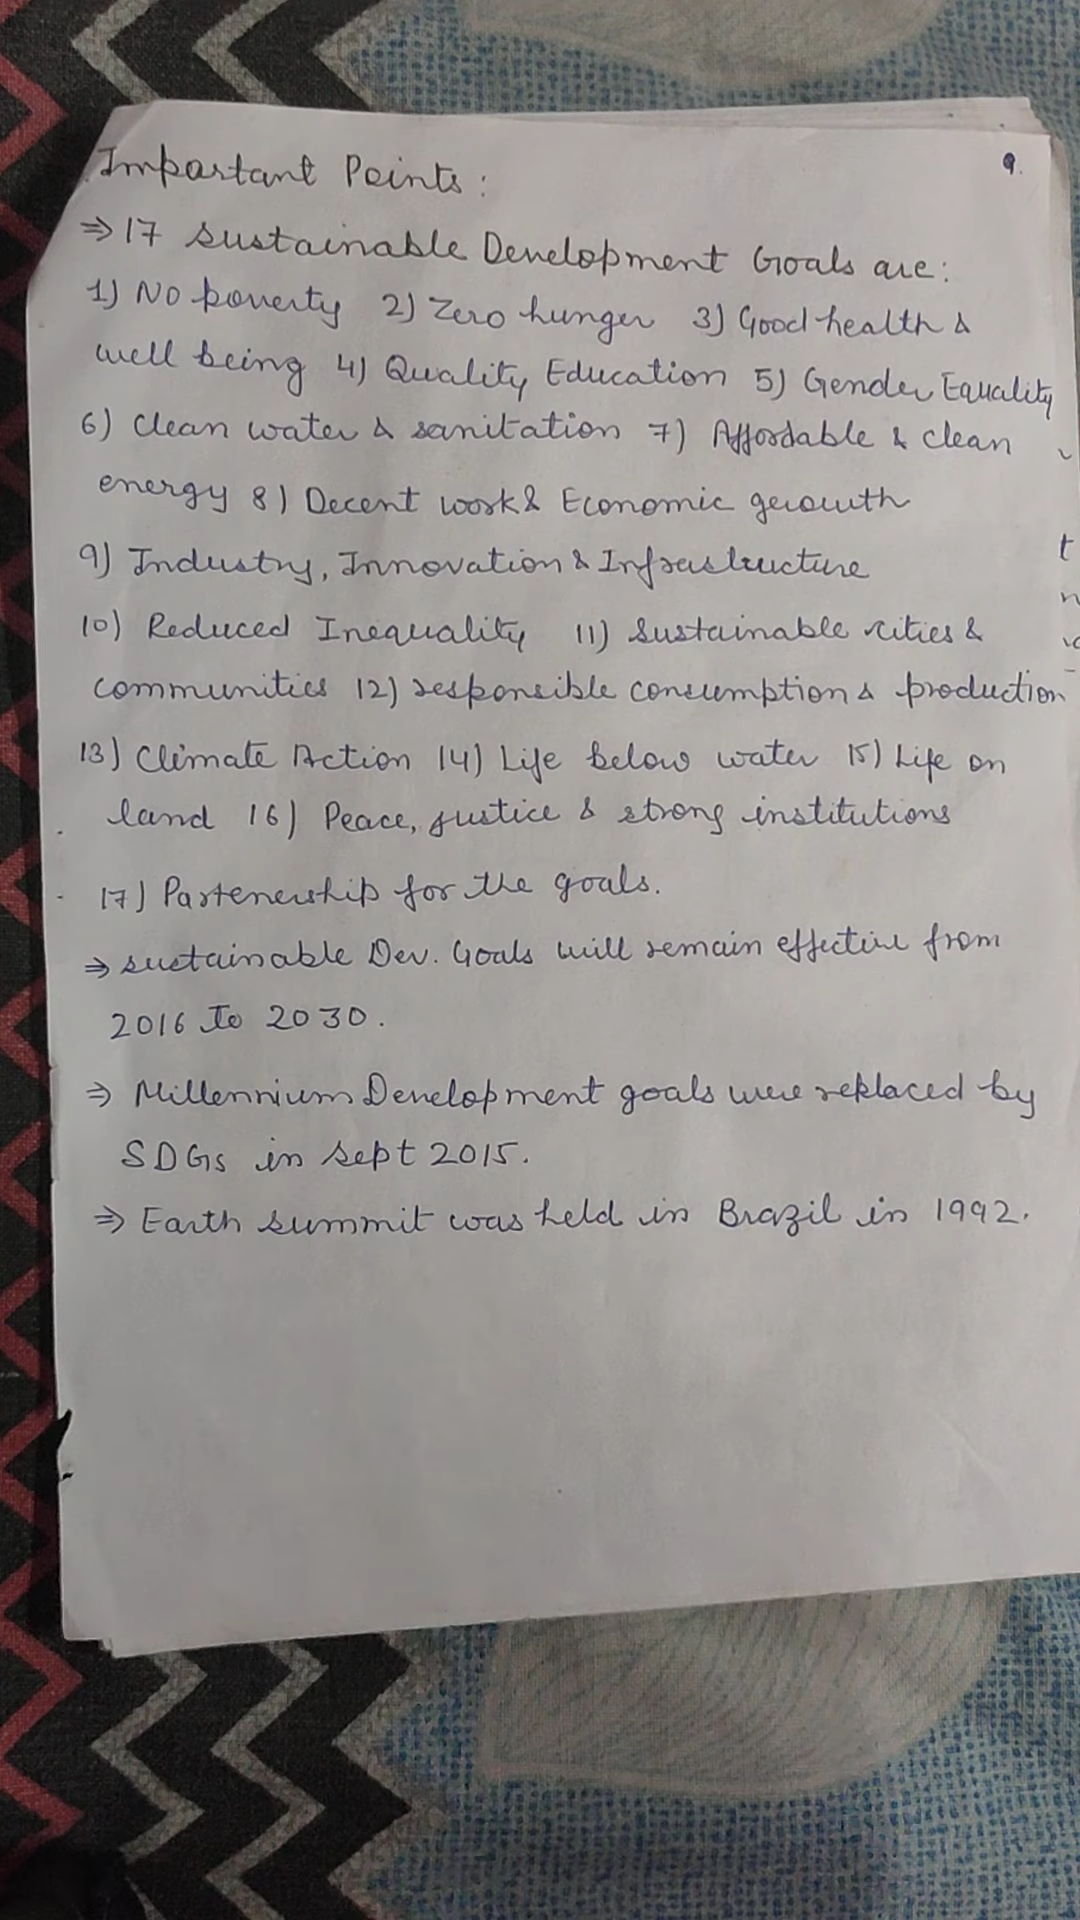 9.
Important Points:
⇒ 17 Sustainable Development Goals are:
1) No poverty 2) Zero hunger 3) Good health &
well being 4) Quality Education 5) Gender Equality
6) Clean water & sanitation 7) Affordable & clean
energy 8) Decent work & Economic growth
9) Industry, Innovation & Infrastructure
10) Reduced Inequality 11) Sustainable cities &
communities 12) responsible consumption & production
13) Climate Action 14) Life below water 15) Life on
land 16) Peace, justice & strong institutions
17) Partenership for the goals.
⇒ Sustainable Dev. Goals will remain effective from
2016 to 2030.
⇒ Millennium Development goals were replaced by
SDGs in sept 2015.
⇒ Earth summit was held in Brazil in 1992.